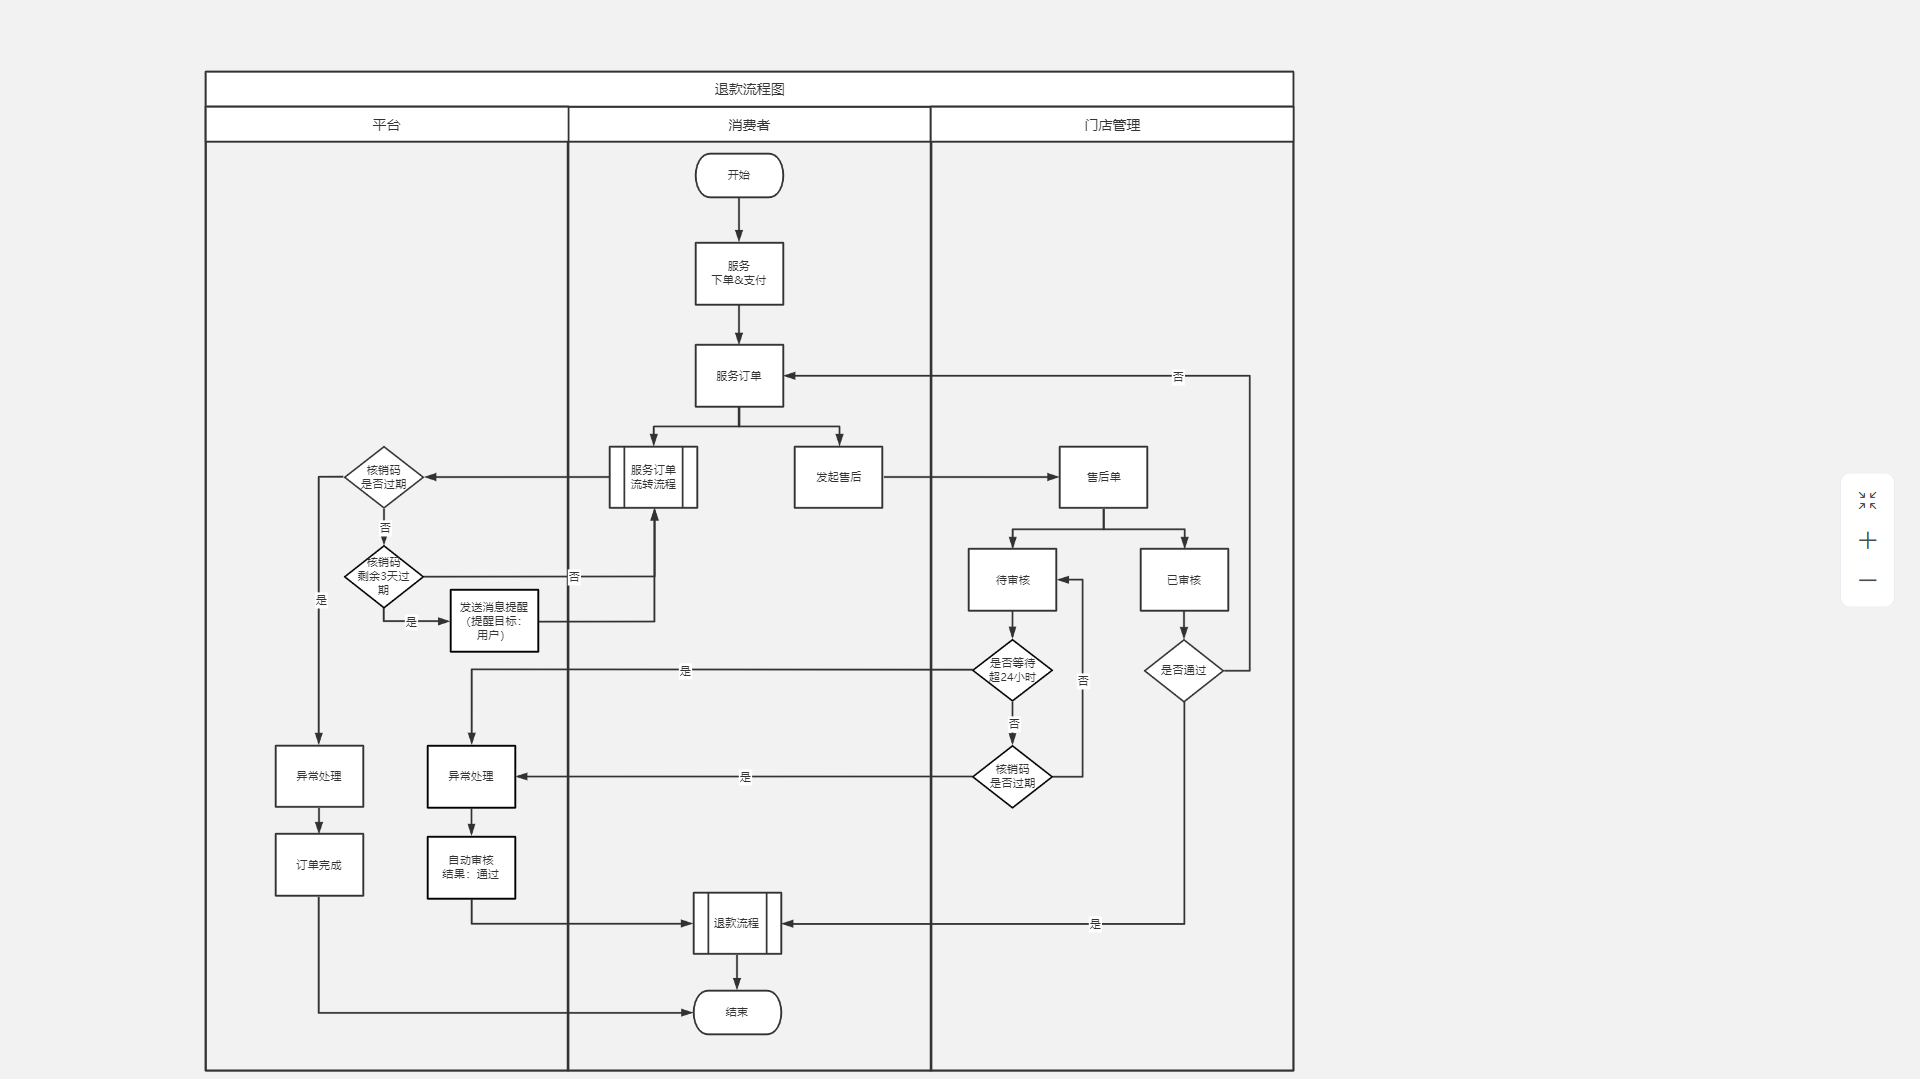 退款流程图
平台
消费者
门店管理
开始
服务
下单&支付
服务订单
否
核销码
是否过期
服务订单
流转流程
发起售后
售后单
否
核销码
剩余3天过
期
否
待审核
已审核
是
是
发送消息提醒
（提醒目标：
用户）
是
是否等待
超24小时
否
是否通过
否
异常处理
异常处理
是
核销码
是否过期
订单完成
自动审核
结果：通过
退款流程
是
结束